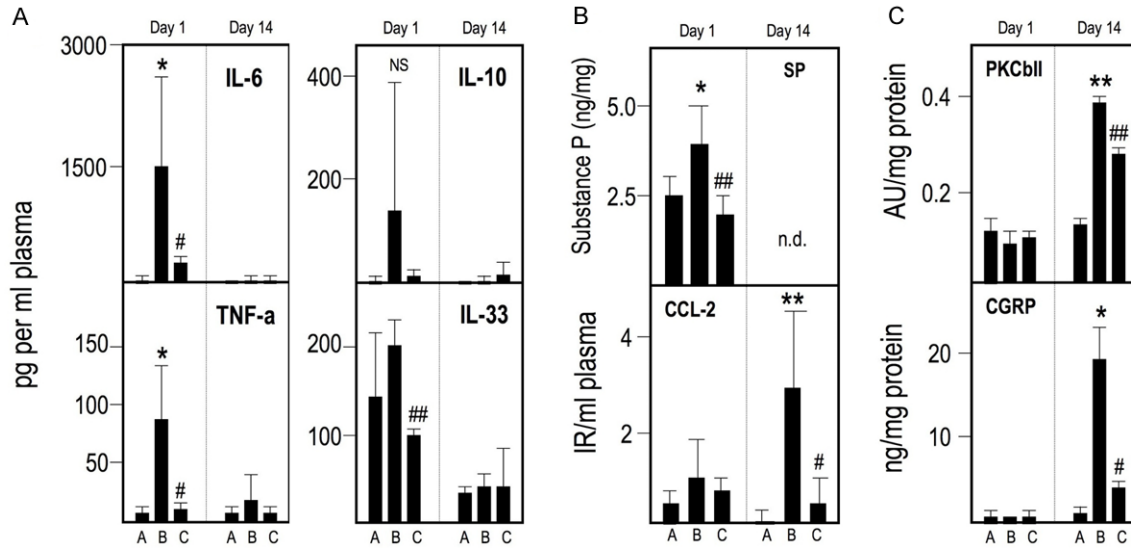 A
Day 1 Day 14 Day 1 Day 14
3000
1500
* IL-6
#
400
200
NS IL-10
pg per ml plasma
150
100
50
TNF-a
*
#
200
100
IL-33
##
A B C A B C A B C A B C
B
Day 1 Day 14
Substance P (ng/mg)
5.0
2.5
SP
*
##
n.d.
IR/ml plasma
4
2
CCL-2
**
#
A B C A B C
C
Day 1 Day 14
AU/mg protein
0.4
0.2
PKCbII
**
##
ng/mg protein
20
10
CGRP
*
#
A B C A B C